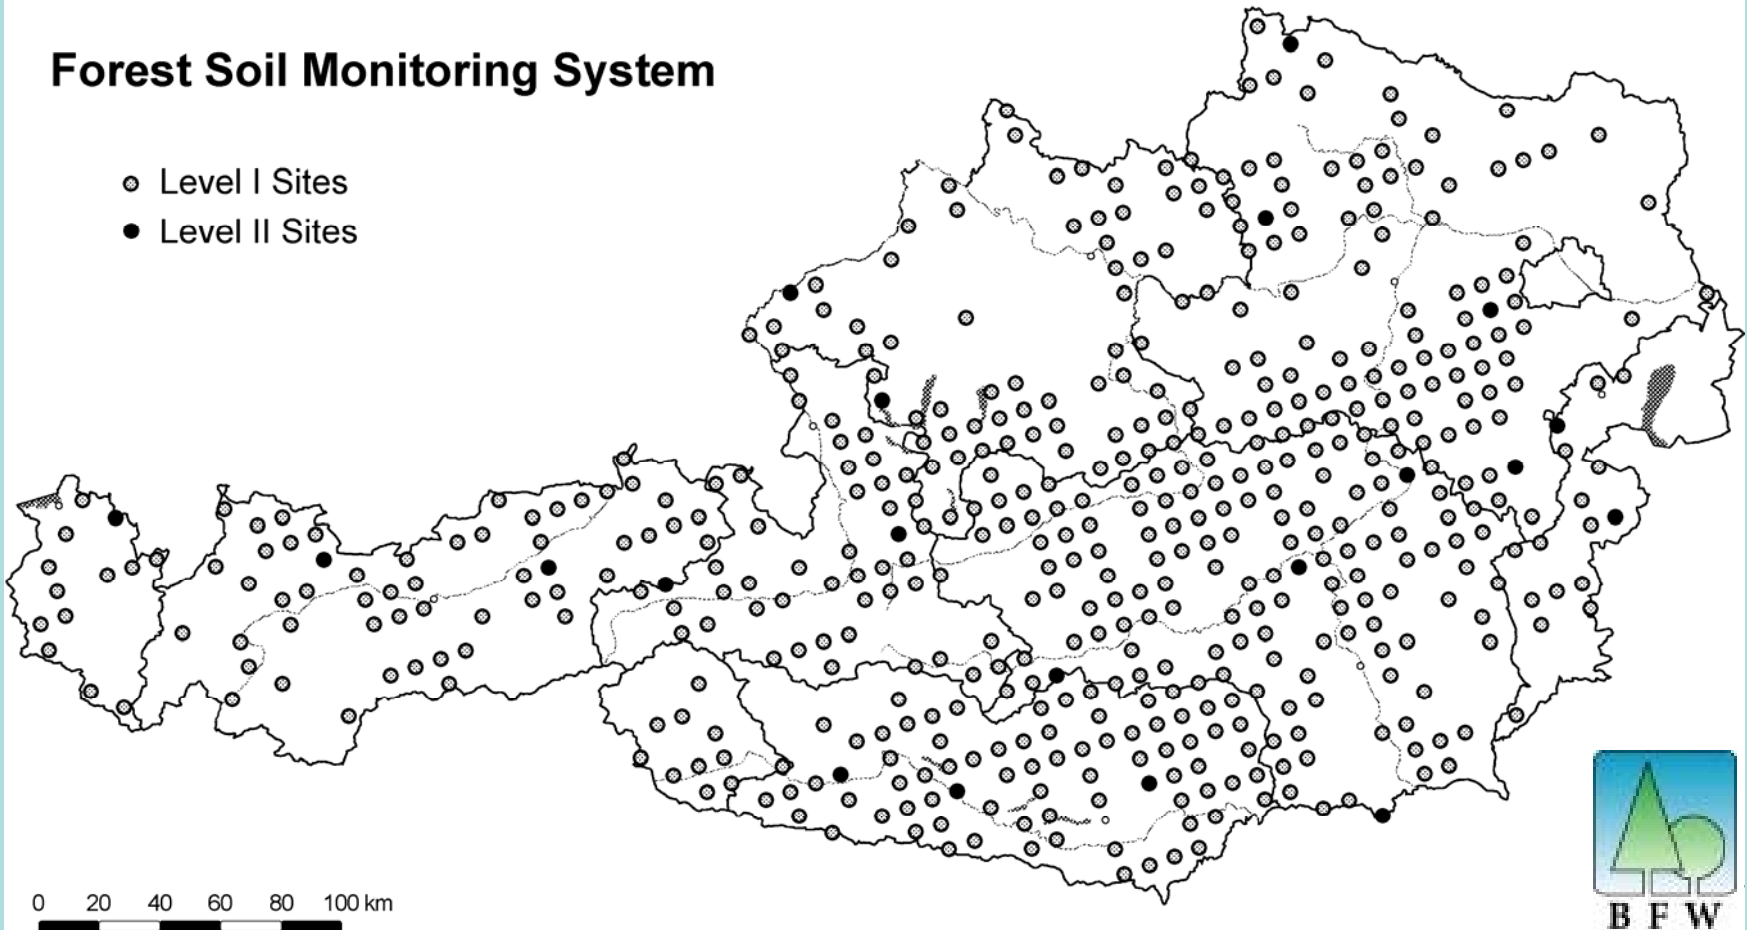 Forest Soil Monitoring System
Level I Sites
Level II Sites
0 20 40 60 80 100 km
B F W